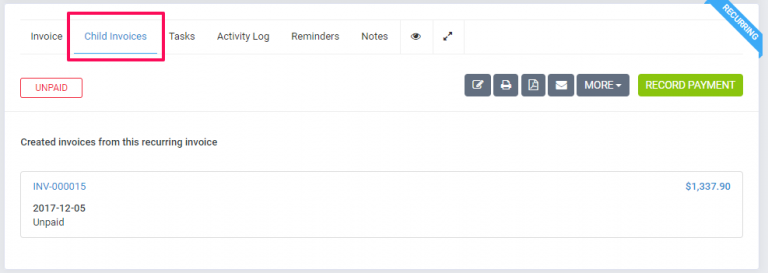 RECURRING
Invoice Child Invoices Tasks Activity Log Reminders Notes
UNPAID MORE RECORD PAYMENT
Created invoices from this recurring invoice
INV-000015 $1,337.90
2017-12-05
Unpaid